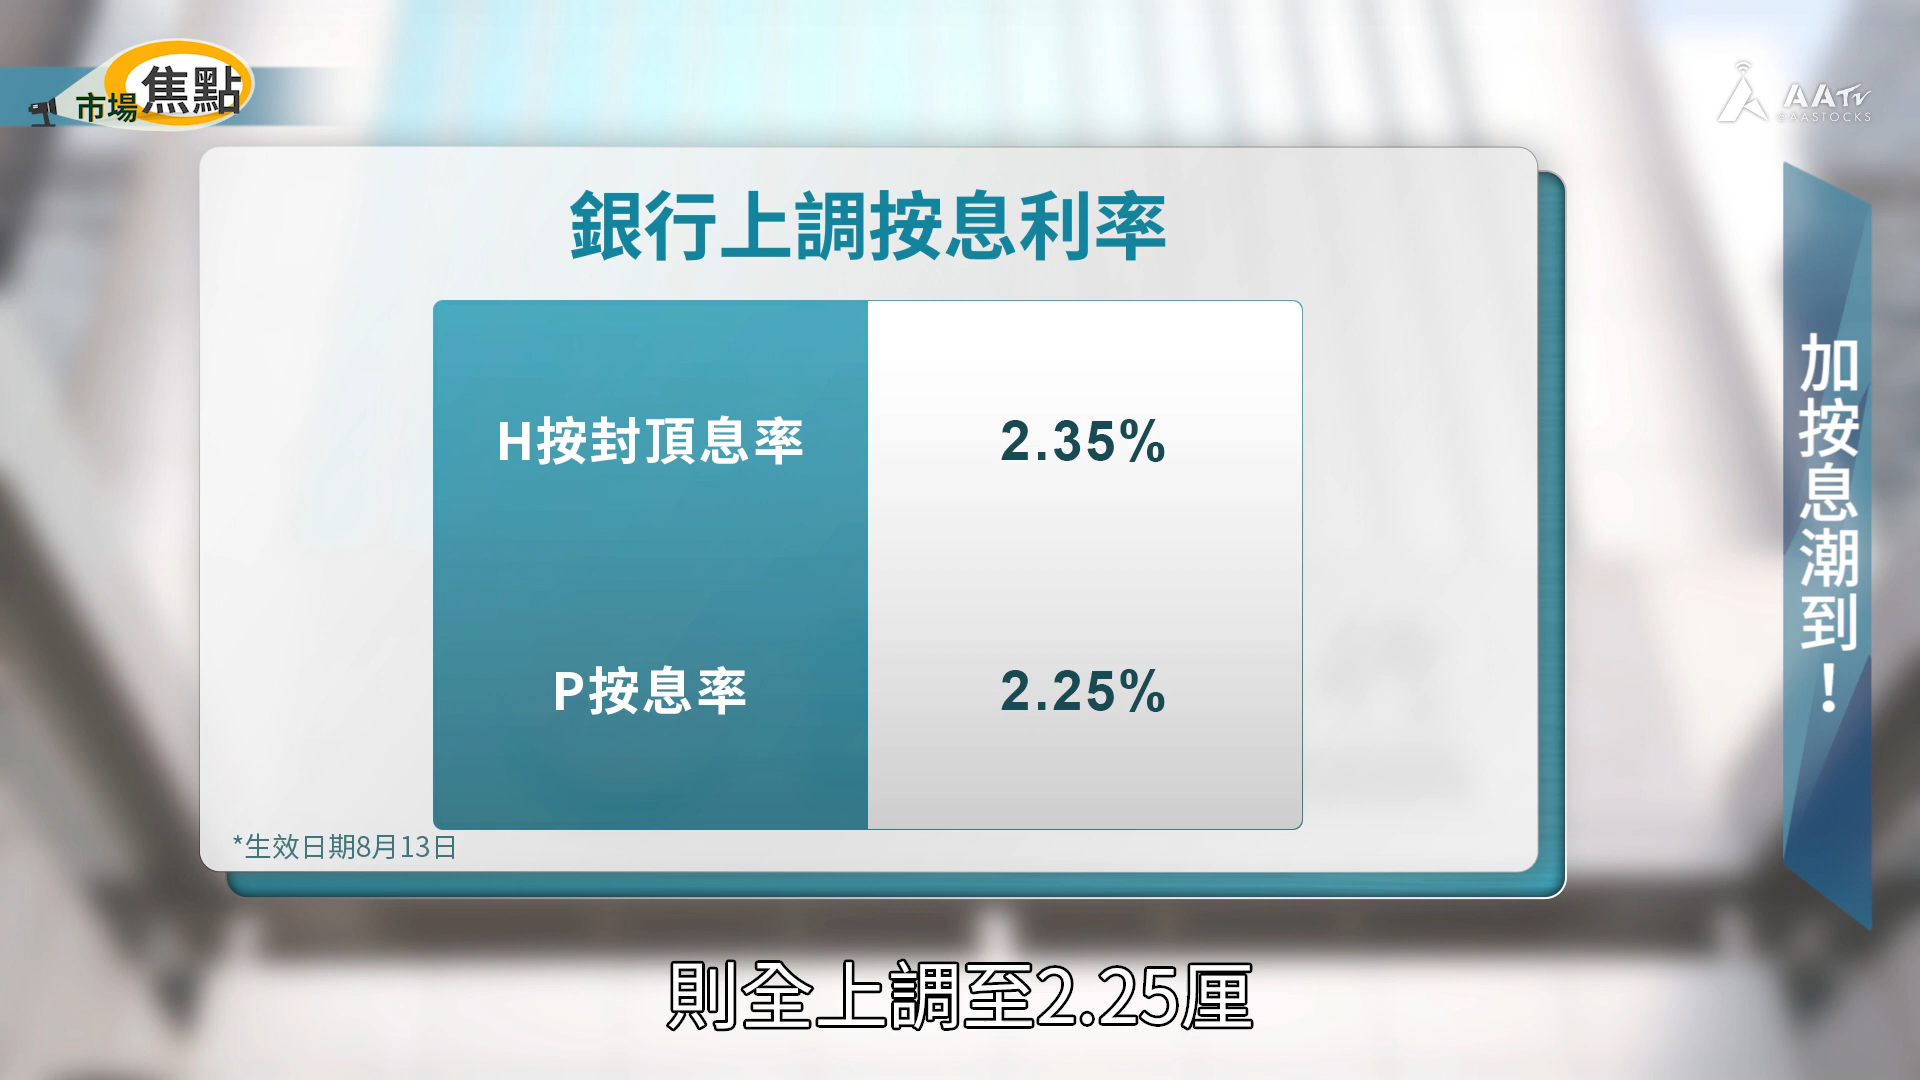 市場焦點
AATV
@AASTOCKS
銀行上調按息利率
H按封頂息率 2.35%
P按息率 2.25%
*生效日期8月13日
加按息潮到！
則全上調至2.25厘